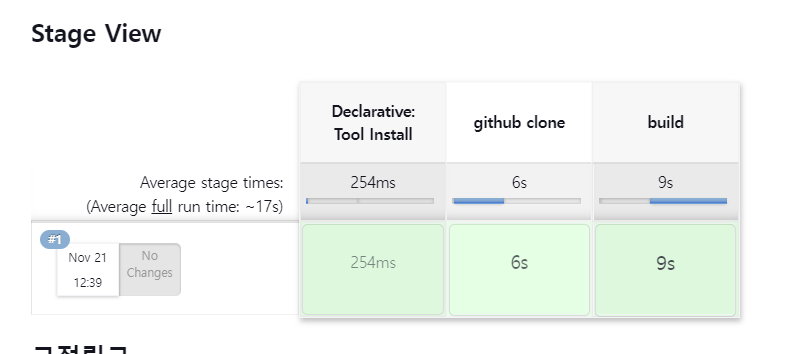 Stage View
Declarative:
Tool Install
github clone
build
Average stage times:
(Average full run time: ~17s)
254ms
6s
9s
#1
Nov 21
12:39
No
Changes
254ms
6s
9s